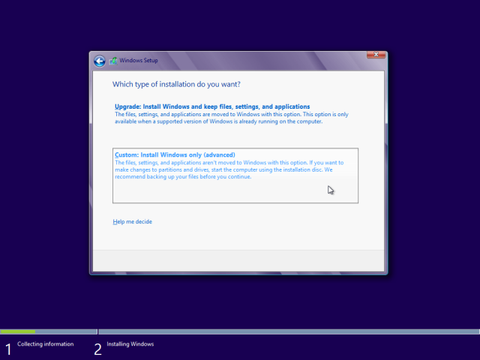 Windows Setup
Which type of installation do you want?
Upgrade: Install Windows and keep files, settings, and applications
The files, settings, and applications are moved to Windows with this option. This option is only
available when a supported version of Windows is already running on the computer.
Custom: Install Windows only (advanced)
The files, settings, and applications aren't moved to Windows with this option. If you want to
make changes to partitions and drives, start the computer using the installation disc. We
recommend backing up your files before you continue.
Help me decide
1 Collecting information
2 Installing Windows